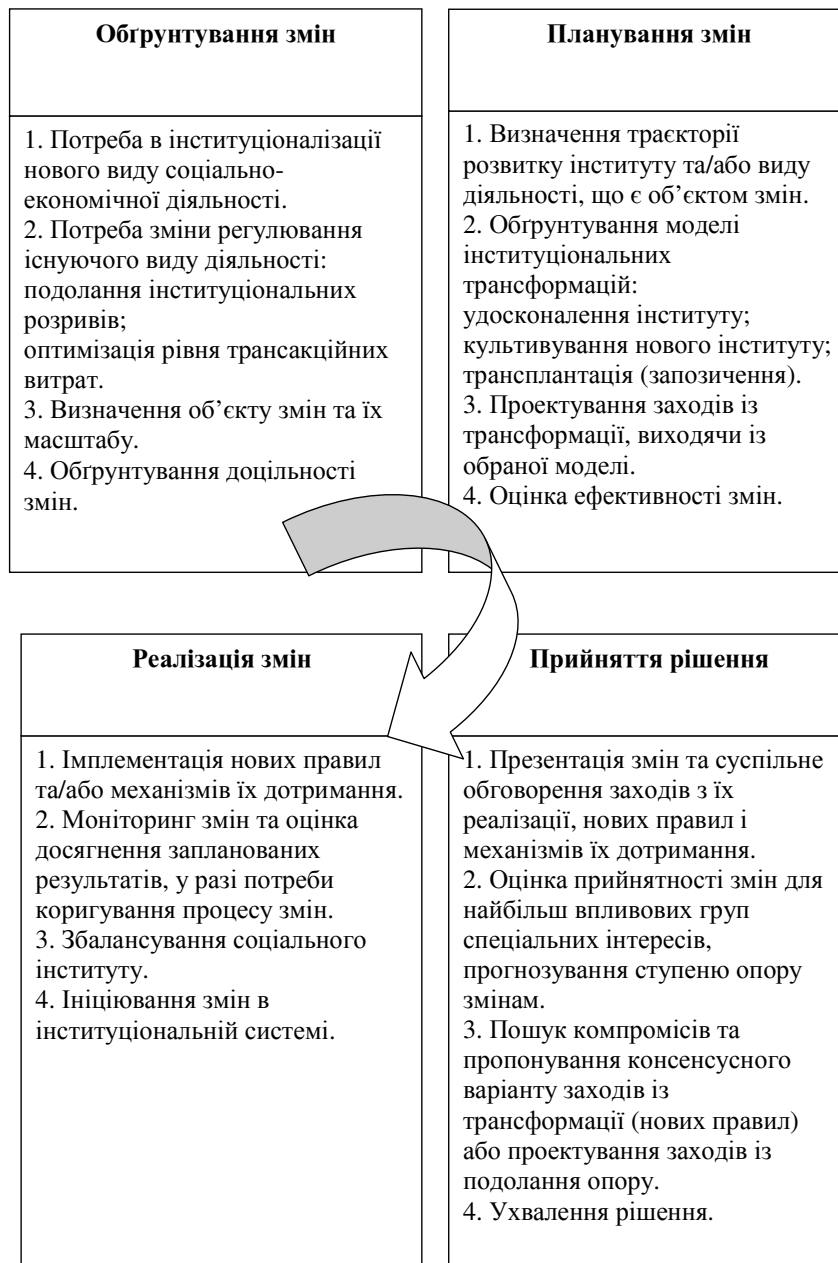 Обґрунтування змін
1. Потреба в інституціоналізації
нового виду соціально-
економічної діяльності.
2. Потреба зміни регулювання
існуючого виду діяльності:
подолання інституціональних
розривів;
оптимізація рівня трансакційних
витрат.
3. Визначення об’єкту змін та їх
масштабу.
4. Обґрунтування доцільності
змін.
Планування змін
1. Визначення траєкторії
розвитку інституту та/або виду
діяльності, що є об’єктом змін.
2. Обґрунтування моделі
інституціональних
трансформацій:
удосконалення інституту;
культивування нового інституту;
трансплантація (запозичення).
3. Проектування заходів із
трансформації, виходячи із
обраної моделі.
4. Оцінка ефективності змін.
Реалізація змін
1. Імплементація нових правил
та/або механізмів їх дотримання.
2. Моніторинг змін та оцінка
досягнення запланованих
результатів, у разі потреби
коригування процесу змін.
3. Збалансування соціального
інституту.
4. Ініціювання змін в
інституціональній системі.
Прийняття рішення
1. Презентація змін та суспільне
обговорення заходів з їх
реалізації, нових правил і
механізмів їх дотримання.
2. Оцінка прийнятності змін для
найбільш впливових груп
спеціальних інтересів,
прогнозування ступеню опору
змінам.
3. Пошук компромісів та
пропонування консенсусного
варіанту заходів із
трансформації (нових правил)
або проектування заходів із
подолання опору.
4. Ухвалення рішення.